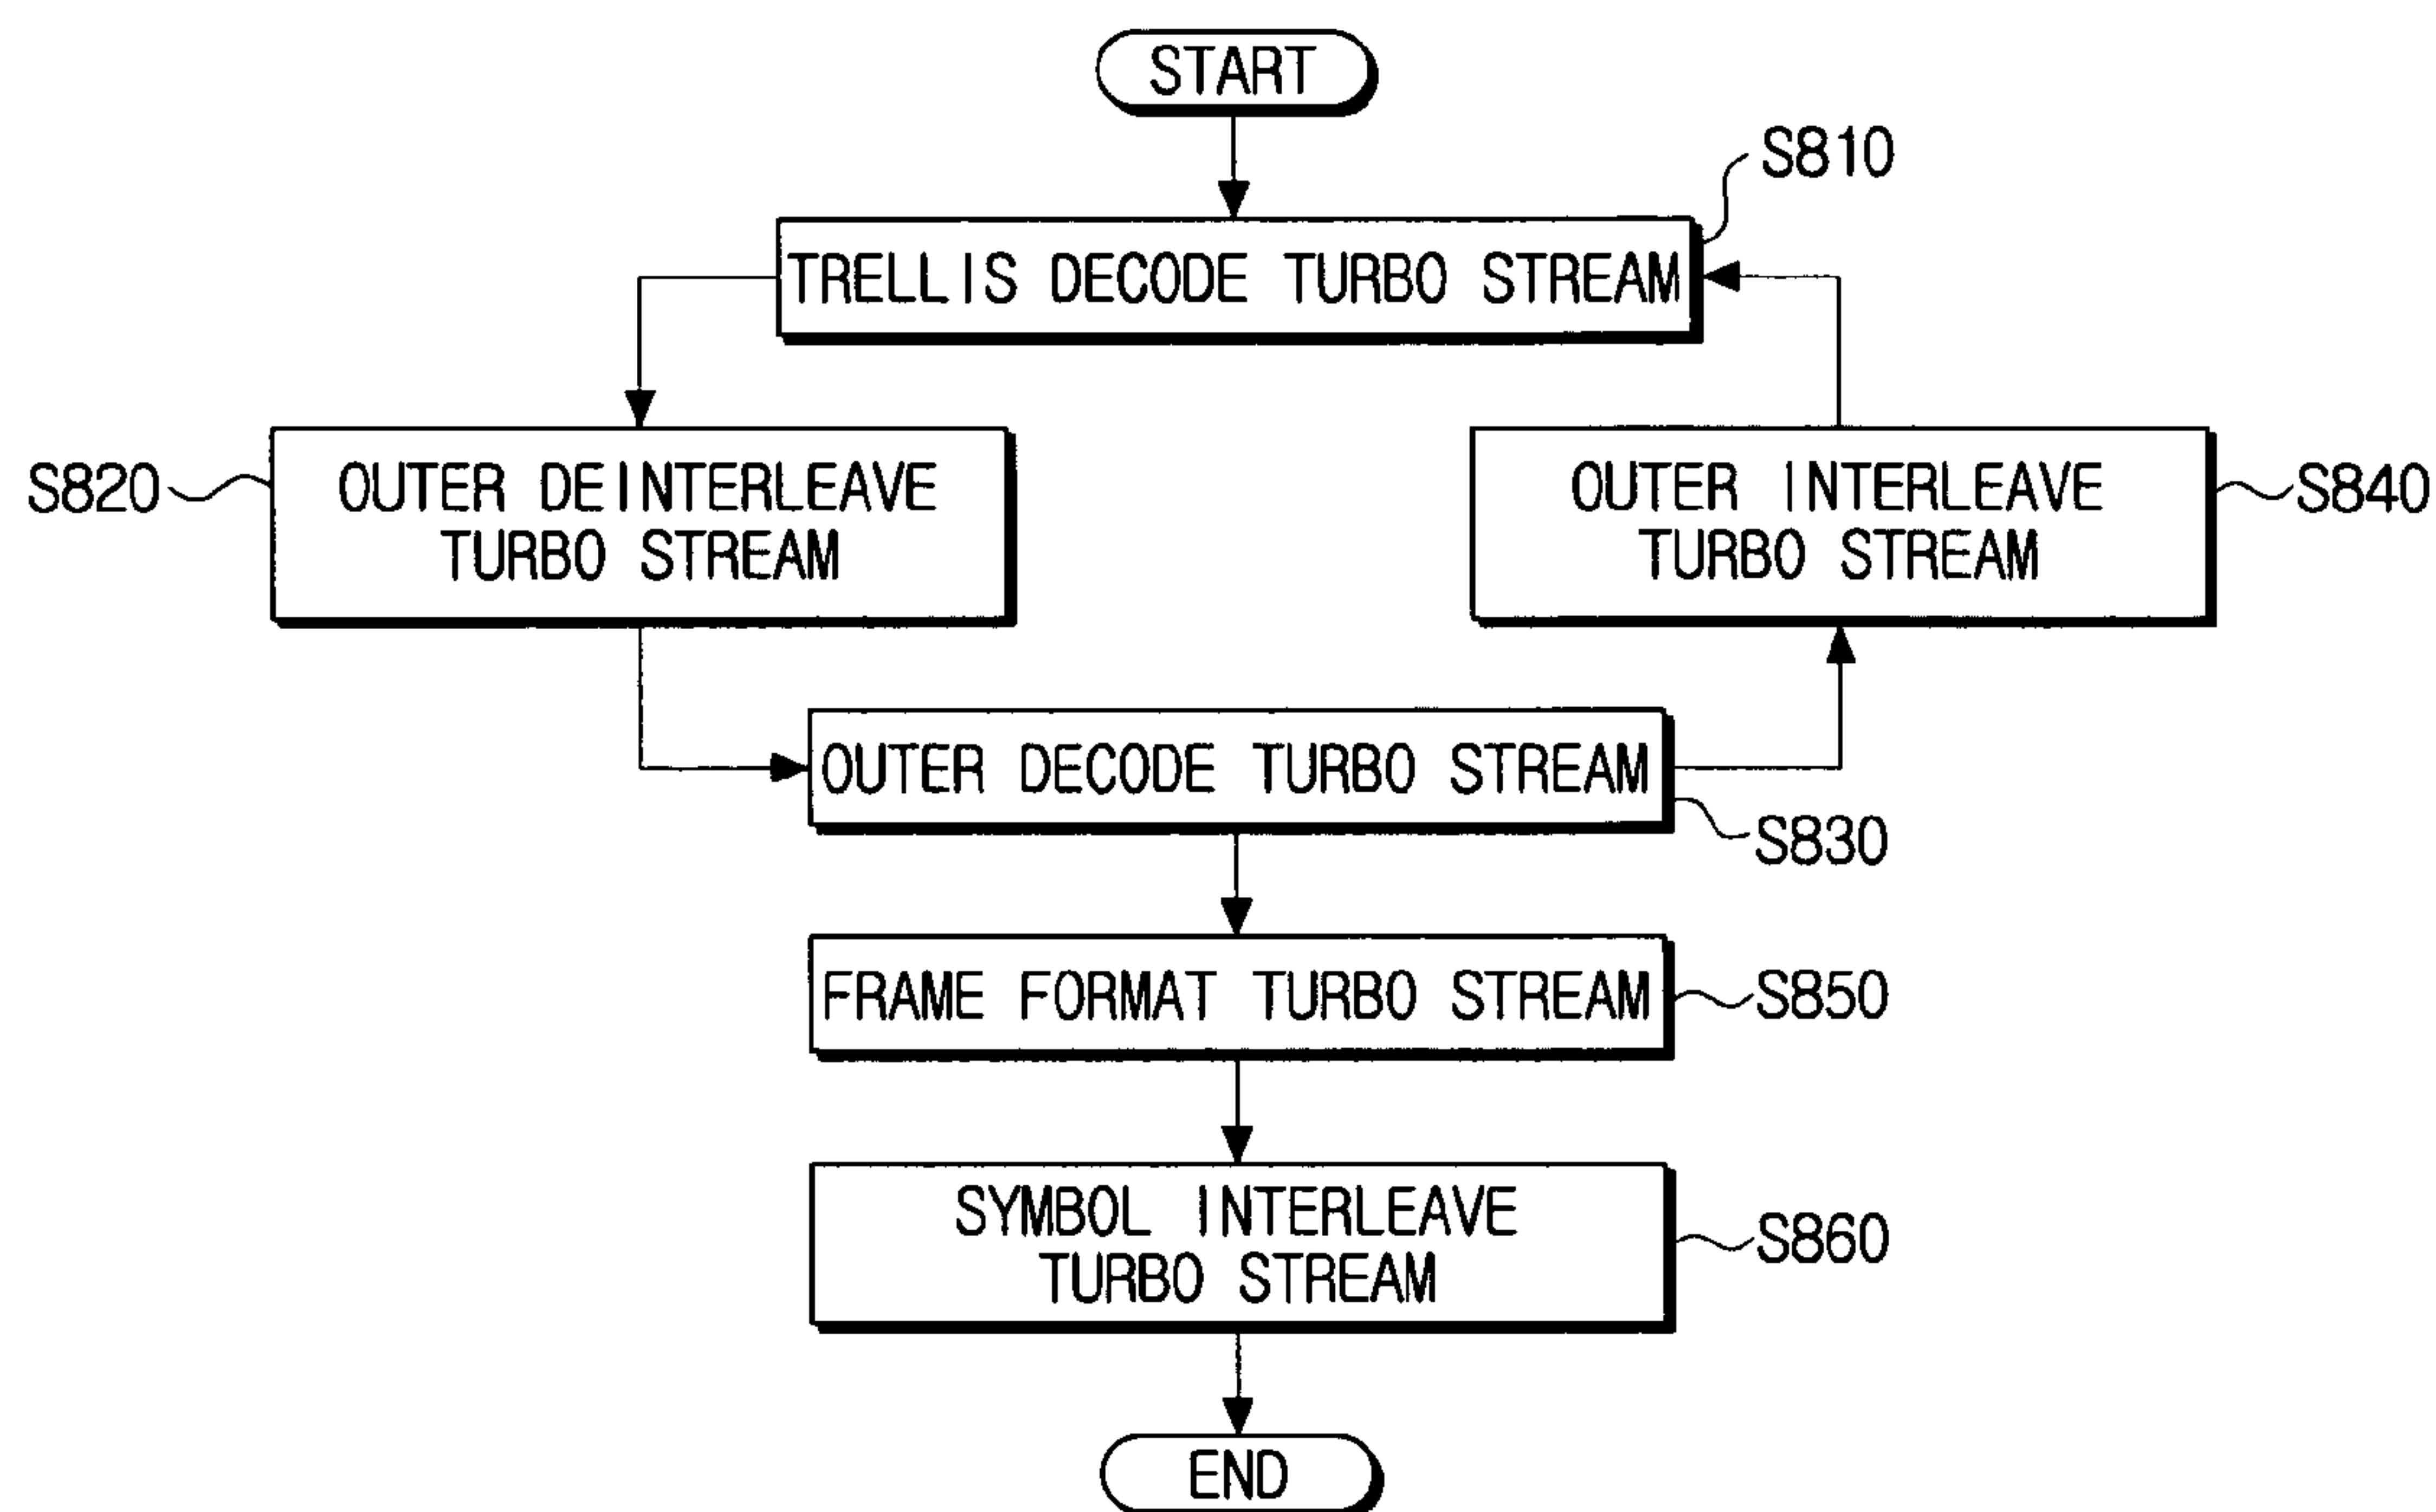 START
S810
TRELLIS DECODE TURBO STREAM
S820
OUTER DEINTERLEAVE
TURBO STREAM
OUTER INTERLEAVE
TURBO STREAM
S840
OUTER DECODE TURBO STREAM
S830
FRAME FORMAT TURBO STREAM
S850
SYMBOL INTERLEAVE
TURBO STREAM
S860
END